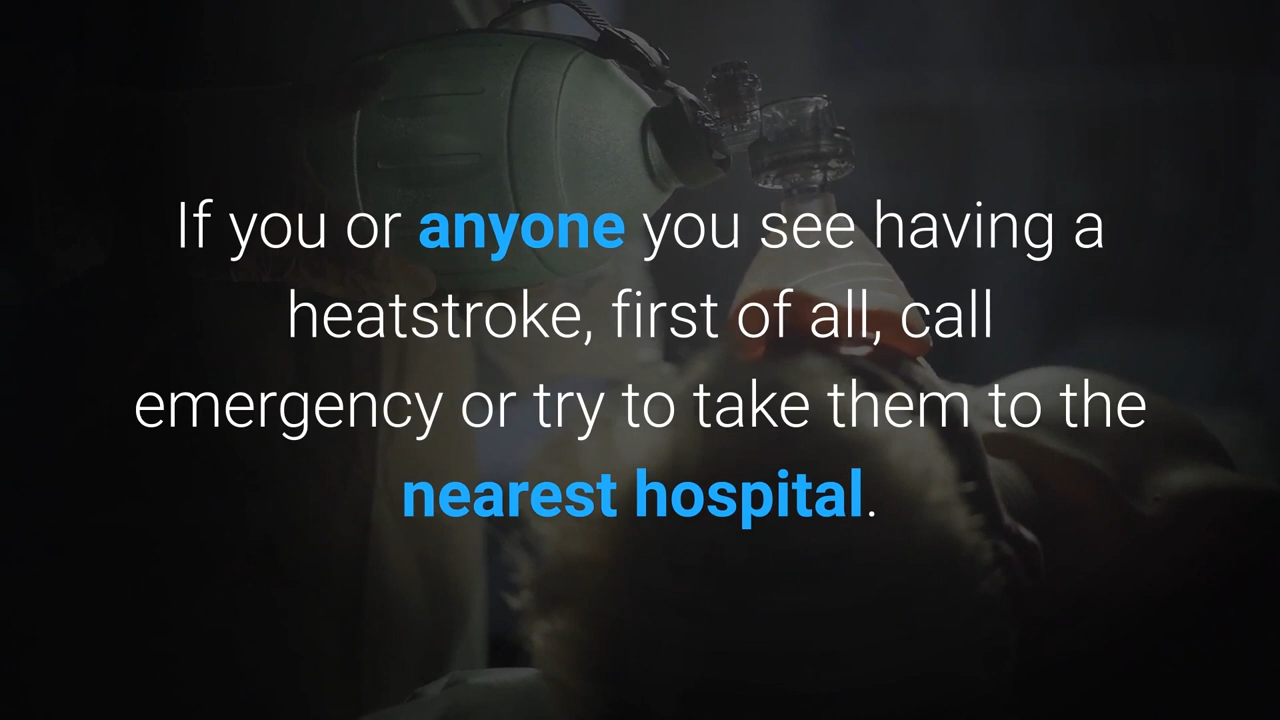 If you or anyone you see having a
heatstroke, first of all, call
emergency or try to take them to the
nearest hospital.